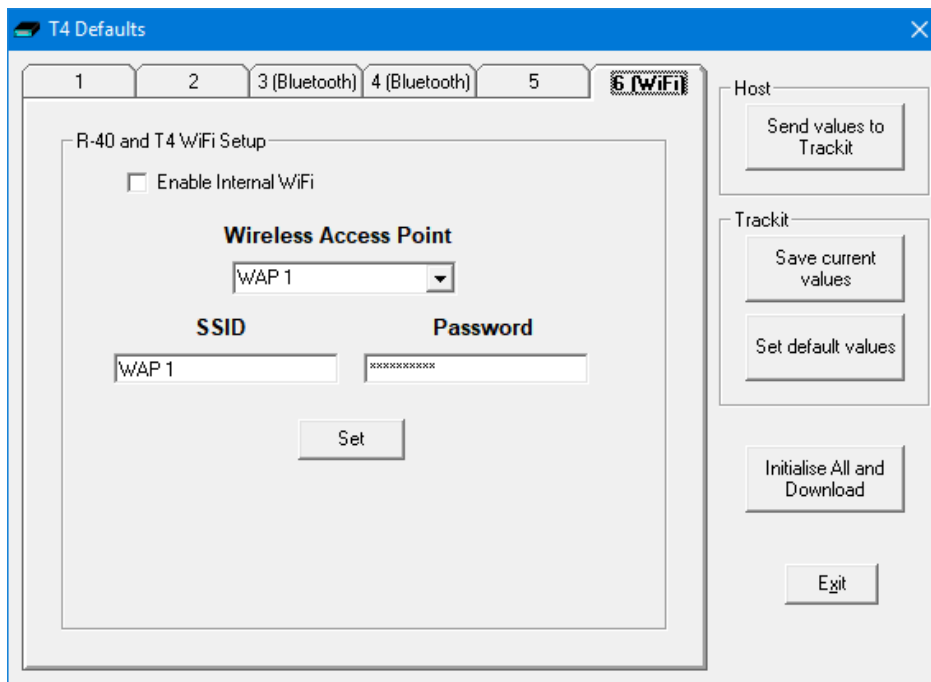 T4 Defaults
1 2 3 (Bluetooth) 4 (Bluetooth) 5 6 (WiFi)
R-40 and T4 WiFi Setup
Enable Internal WiFi
Wireless Access Point
WAP 1
SSID Password
WAP 1 **********
Set
Host
Send values to
Trackit
Trackit
Save current
values
Set default values
Initialise All and
Download
Exit